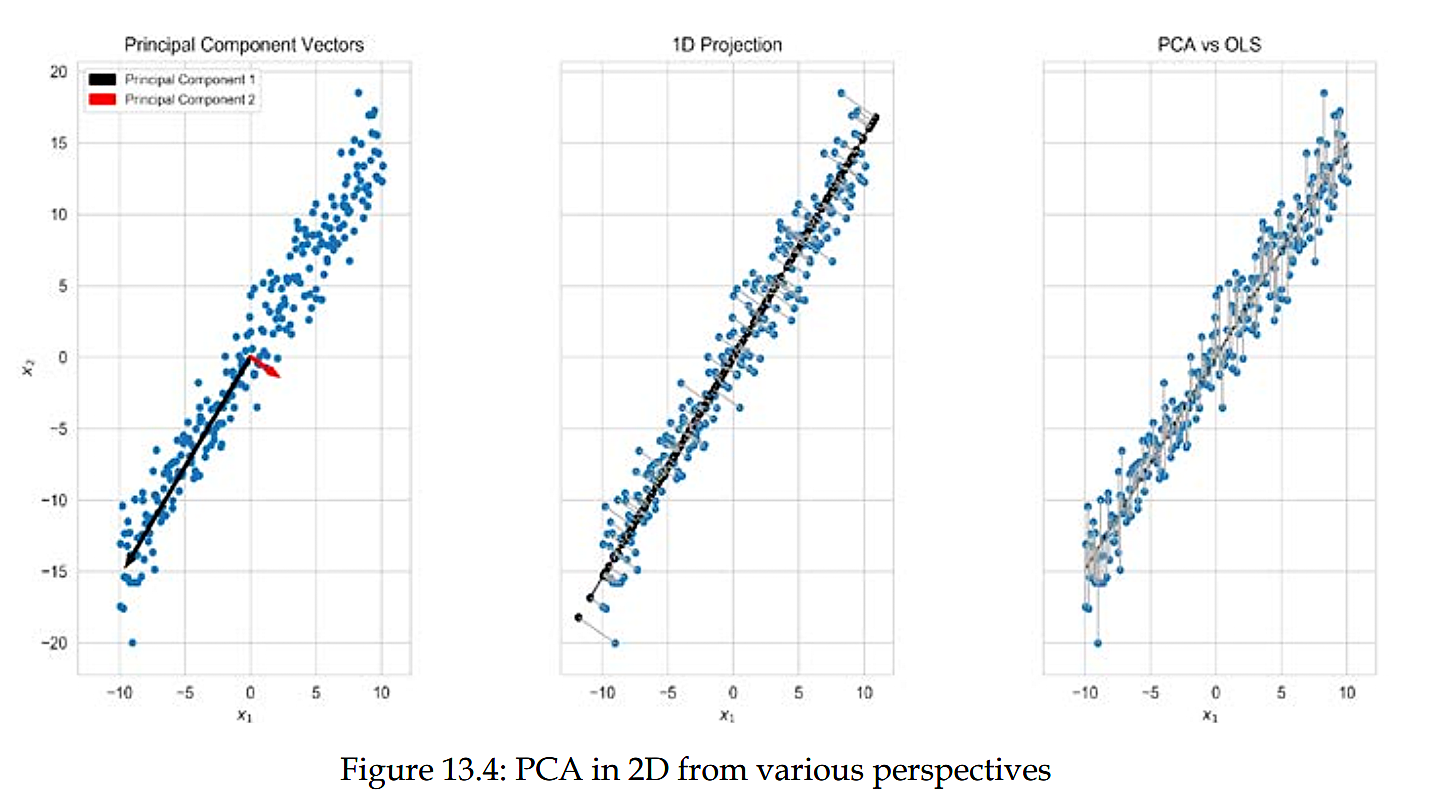 Principal Component Vectors
Principal Component 1
Principal Component 2
20
15
10
5
0
−5
−10
−15
−20
x₂
−10 −5 0 5 10
x₁
1D Projection
−10 −5 0 5 10
x₁
PCA vs OLS
−10 −5 0 5 10
x₁
Figure 13.4: PCA in 2D from various perspectives